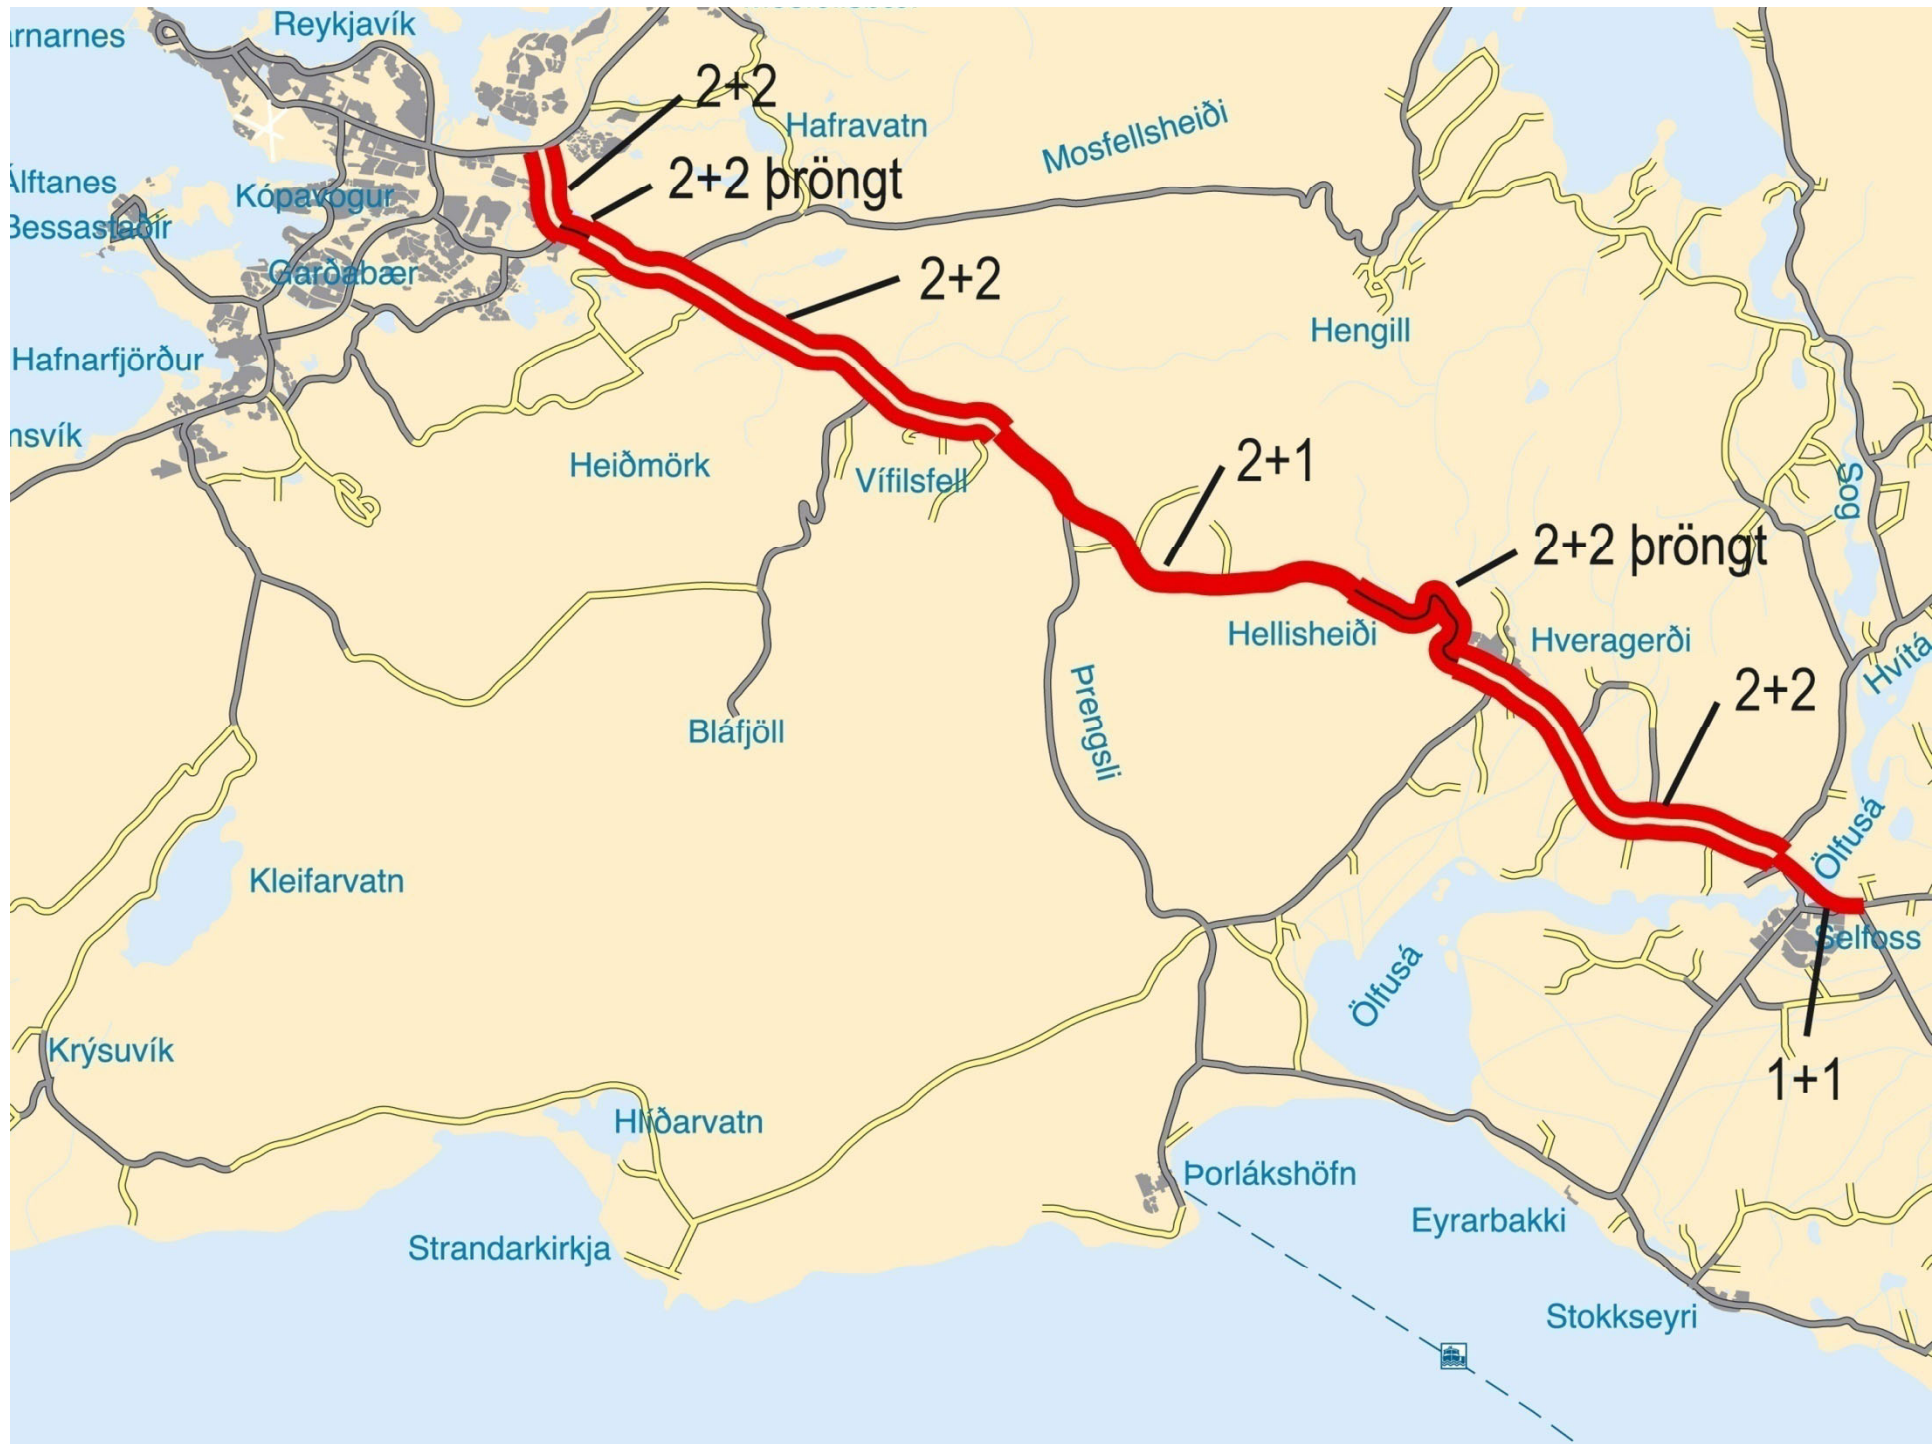 Reykjavík
2+2
Hafravatn
Mosfellsheiði
2+2 þröngt
Álftanes
Kópavogur
Bessastaðir
Garðabær
2+2
Hengill
Hafnarfjörður
Heiðmörk
Vífilsfell
2+1
Sog
2+2 þröngt
Hellisheiði
Hveragerði
Hvítá
2+2
Þrengsli
Bláfjöll
Ölfusá
Kleifarvatn
Selfoss
Ölfusá
Krýsuvík
1+1
Hlíðarvatn
Þorlákshöfn
Eyrarbakki
Strandarkirkja
Stokkseyri